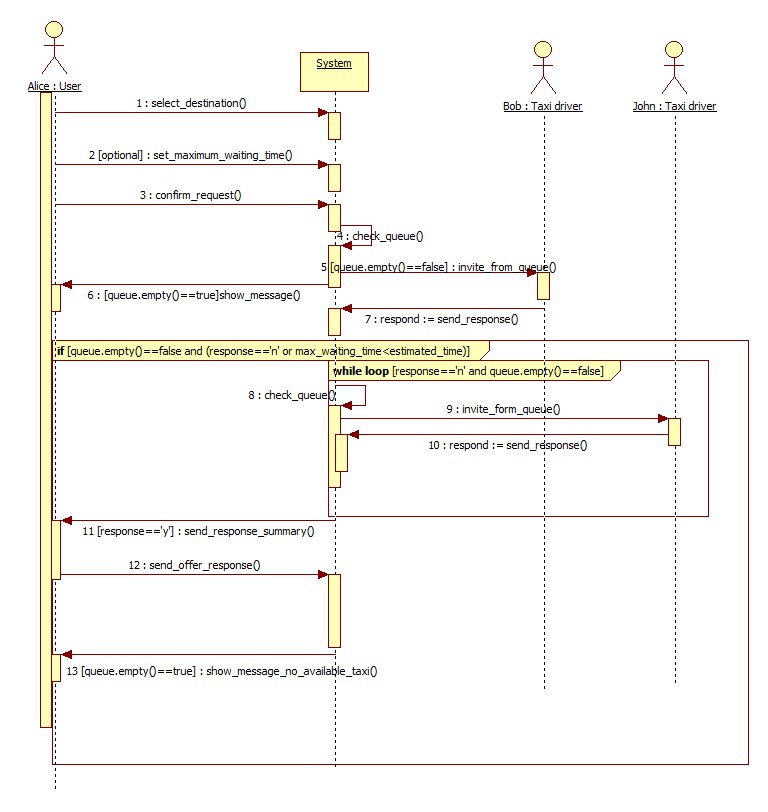 System
Alice : User
Bob : Taxi driver
John : Taxi driver
1 : select_destination()
2 [optional] : set_maximum_waiting_time()
3 : confirm_request()
4 : check_queue()
5 [queue.empty()==false] : invite_from_queue()
6 : [queue.empty()==true]show_message()
7 : respond := send_response()
if [queue.empty()==false and (response=='n' or max_waiting_time<estimated_time)]
while loop [response=='n' and queue.empty()==false]
8 : check_queue()
9 : invite_form_queue()
10 : respond := send_response()
11 [response=='y'] : send_response_summary()
12 : send_offer_response()
13 [queue.empty()==true] : show_message_no_available_taxi()